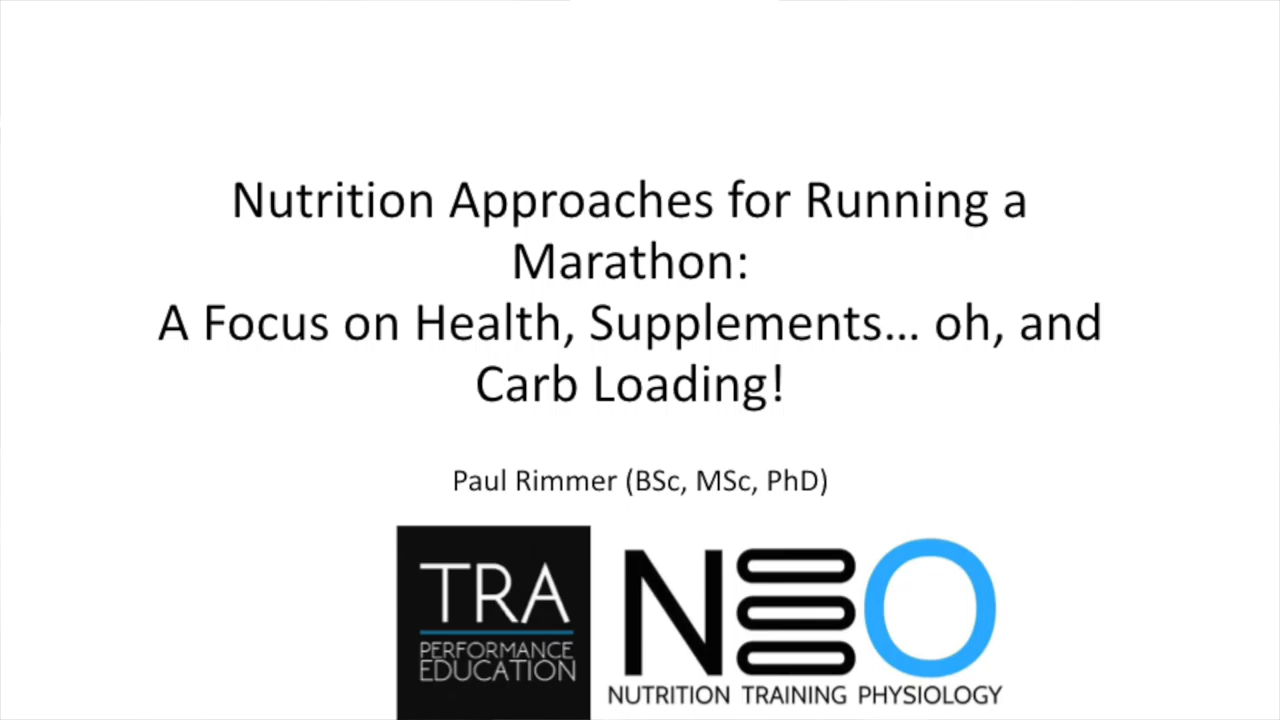 Nutrition Approaches for Running a
Marathon:
A Focus on Health, Supplements... oh, and
Carb Loading!
Paul Rimmer (BSc, MSc, PhD)
TRA
PERFORMANCE
EDUCATION
NEO
NUTRITION TRAINING PHYSIOLOGY